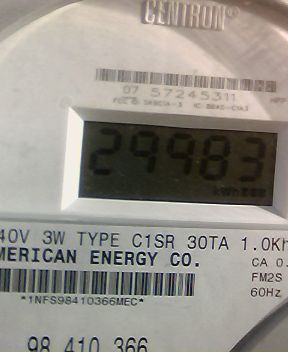 CENTRON®
07 57245311
29983
kWh
40V 3W TYPE C1SR 30TA 1.0Kh
MERICAN ENERGY CO.
CA 0.
FM2S
*1NFS98410366MEC*
60Hz
98 410 366